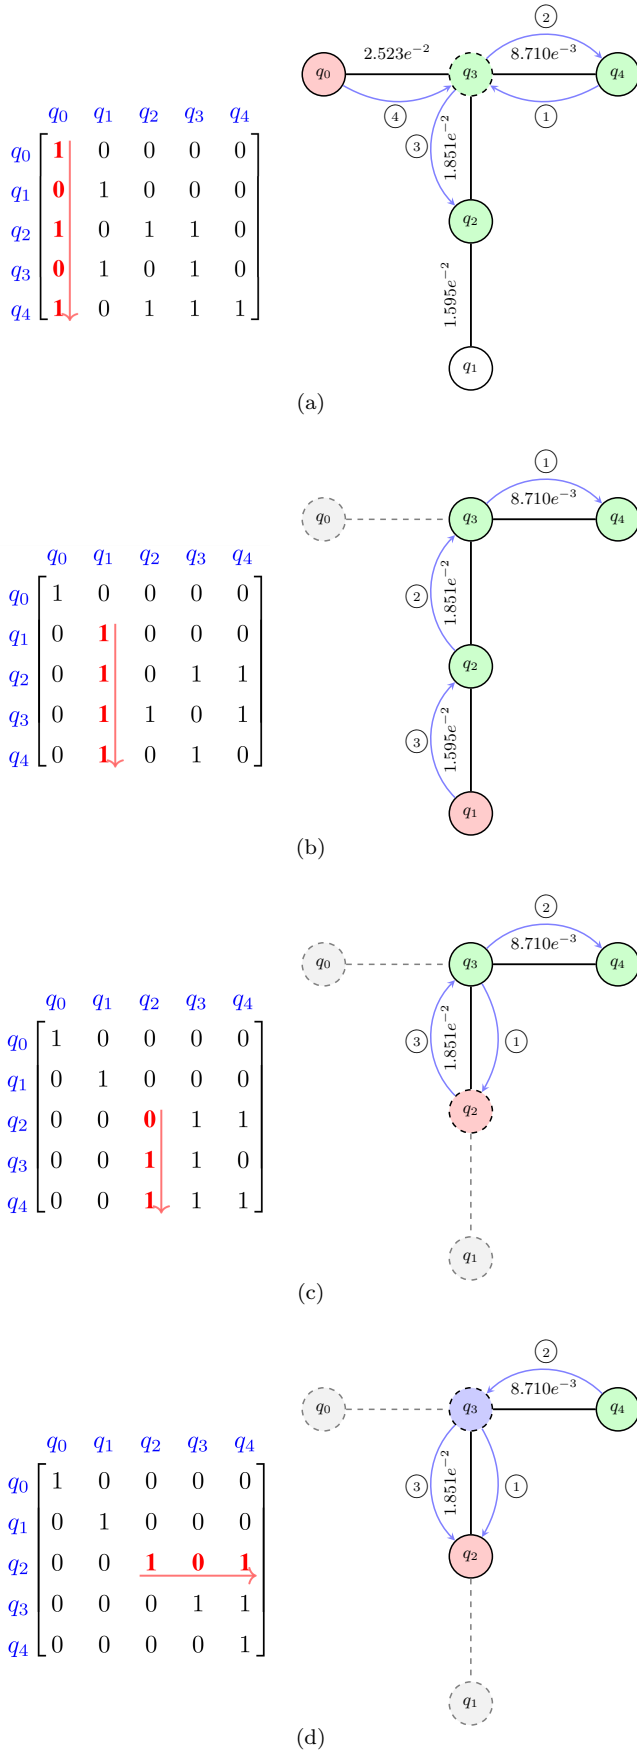 ②
2.523e⁻² 8.710e⁻³
q₀ q₃ q₄
④ ①
③ 1.851e⁻²
q₀ q₁ q₂ q₃ q₄
q₀ 1 0 0 0 0
q₁ 0 1 0 0 0
q₂ 1 0 1 1 0
q₃ 0 1 0 1 0
q₄ 1 0 1 1 1
q₂
1.595e⁻²
q₁
(a)
①
8.710e⁻³
q₀ q₃ q₄
② 1.851e⁻²
q₀ q₁ q₂ q₃ q₄
q₀ 1 0 0 0 0
q₁ 0 1 0 0 0
q₂ 0 1 0 1 1
q₃ 0 1 1 0 1
q₄ 0 1 0 1 0
q₂
③ 1.595e⁻²
q₁
(b)
②
8.710e⁻³
q₀ q₃ q₄
③ 1.851e⁻² ①
q₀ q₁ q₂ q₃ q₄
q₀ 1 0 0 0 0
q₁ 0 1 0 0 0
q₂ 0 0 0 1 1
q₃ 0 0 1 1 0
q₄ 0 0 1 1 1
q₂
q₁
(c)
②
8.710e⁻³
q₀ q₃ q₄
③ 1.851e⁻² ①
q₀ q₁ q₂ q₃ q₄
q₀ 1 0 0 0 0
q₁ 0 1 0 0 0
q₂ 0 0 1 0 1
q₃ 0 0 0 1 1
q₄ 0 0 0 0 1
q₂
q₁
(d)